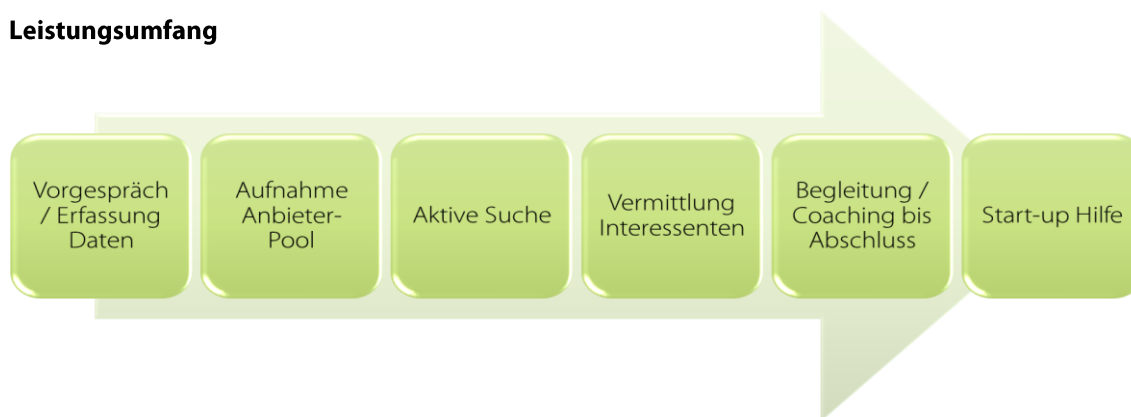 Leistungsumfang
Vorgespräch
/ Erfassung
Daten
Aufnahme
Anbieter-
Pool
Aktive Suche
Vermittlung
Interessenten
Begleitung /
Coaching bis
Abschluss
Start-up Hilfe